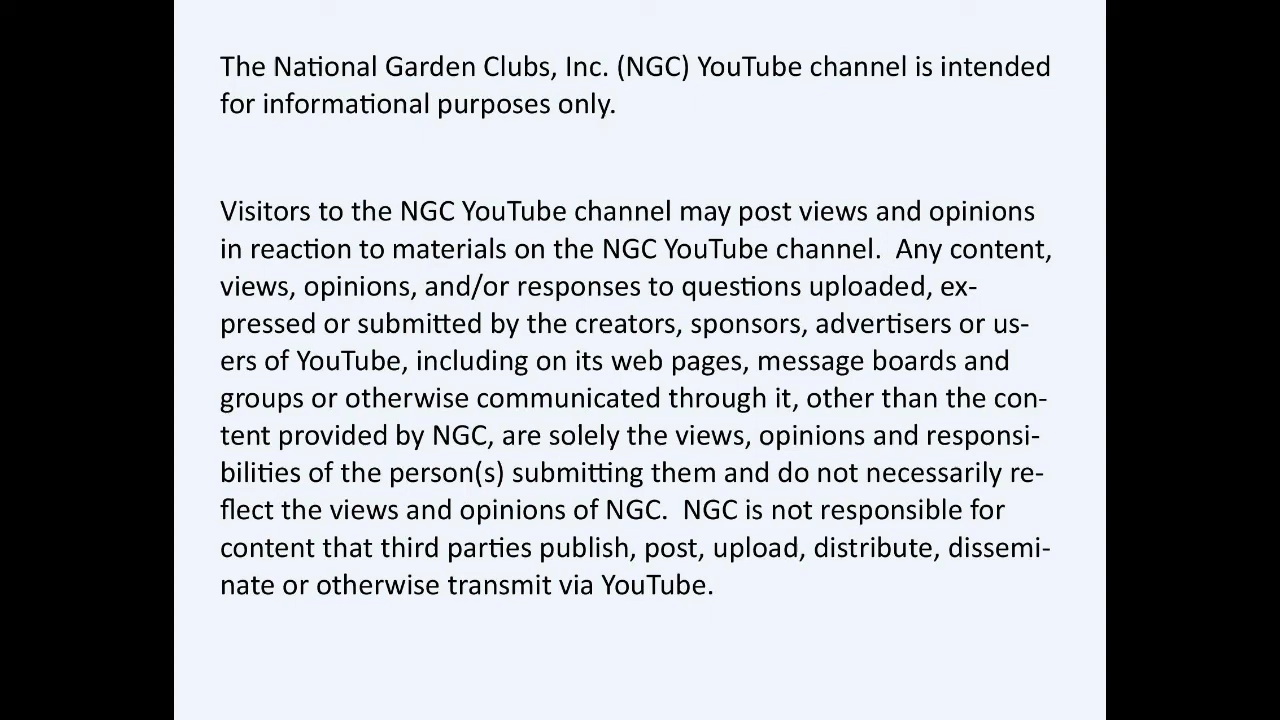 The National Garden Clubs, Inc. (NGC) YouTube channel is intended
for informational purposes only.
Visitors to the NGC YouTube channel may post views and opinions
in reaction to materials on the NGC YouTube channel.  Any content,
views, opinions, and/or responses to questions uploaded, ex-
pressed or submitted by the creators, sponsors, advertisers or us-
ers of YouTube, including on its web pages, message boards and
groups or otherwise communicated through it, other than the con-
tent provided by NGC, are solely the views, opinions and responsi-
bilities of the person(s) submitting them and do not necessarily re-
flect the views and opinions of NGC.  NGC is not responsible for
content that third parties publish, post, upload, distribute, dissemi-
nate or otherwise transmit via YouTube.